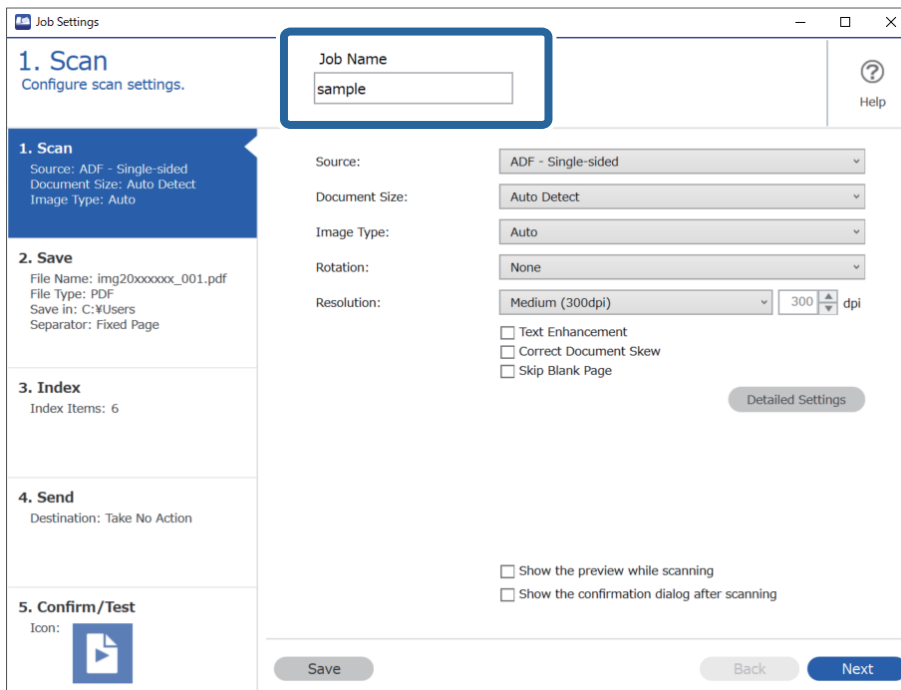 Job Settings
1. Scan
Configure scan settings.
Job Name
sample
Help
1. Scan
Source: ADF - Single-sided
Document Size: Auto Detect
Image Type: Auto
2. Save
File Name: img20xxxxxx_001.pdf
File Type: PDF
Save in: C:¥Users
Separator: Fixed Page
3. Index
Index Items: 6
4. Send
Destination: Take No Action
5. Confirm/Test
Icon:
Source: ADF - Single-sided
Document Size: Auto Detect
Image Type: Auto
Rotation: None
Resolution: Medium (300dpi) 300 dpi
Text Enhancement
Correct Document Skew
Skip Blank Page
Detailed Settings
Show the preview while scanning
Show the confirmation dialog after scanning
Save Back Next